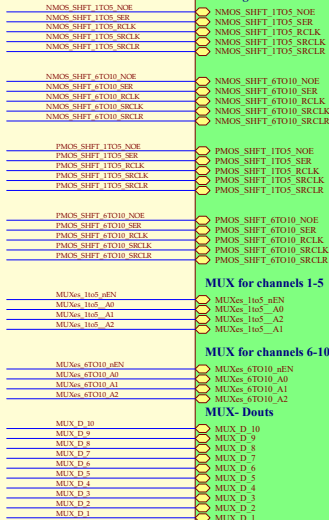 NMOS_SHFT_1TO5_NOE
NMOS_SHFT_1TO5_SER
NMOS_SHFT_1TO5_RCLK
NMOS_SHFT_1TO5_SRCLK
NMOS_SHFT_1TO5_SRCLR
NMOS_SHFT_6TO10_NOE
NMOS_SHFT_6TO10_SER
NMOS_SHFT_6TO10_RCLK
NMOS_SHFT_6TO10_SRCLK
NMOS_SHFT_6TO10_SRCLR
PMOS_SHFT_1TO5_NOE
PMOS_SHFT_1TO5_SER
PMOS_SHFT_1TO5_RCLK
PMOS_SHFT_1TO5_SRCLK
PMOS_SHFT_1TO5_SRCLR
PMOS_SHFT_6TO10_NOE
PMOS_SHFT_6TO10_SER
PMOS_SHFT_6TO10_RCLK
PMOS_SHFT_6TO10_SRCLK
PMOS_SHFT_6TO10_SRCLR
MUXes_1to5_nEN
MUXes_1to5__A0
MUXes_1to5__A1
MUXes_1to5__A2
MUXes_6TO10_nEN
MUXes_6TO10_A0
MUXes_6TO10_A1
MUXes_6TO10_A2
MUX_D_10
MUX_D_9
MUX_D_8
MUX_D_7
MUX_D_6
MUX_D_5
MUX_D_4
MUX_D_3
MUX_D_2
MUX_D_1
NMOS_SHFT_1TO5_NOE
NMOS_SHFT_1TO5_SER
NMOS_SHFT_1TO5_RCLK
NMOS_SHFT_1TO5_SRCLK
NMOS_SHFT_1TO5_SRCLR
NMOS_SHFT_6TO10_NOE
NMOS_SHFT_6TO10_SER
NMOS_SHFT_6TO10_RCLK
NMOS_SHFT_6TO10_SRCLK
NMOS_SHFT_6TO10_SRCLR
PMOS_SHFT_1TO5_NOE
PMOS_SHFT_1TO5_SER
PMOS_SHFT_1TO5_RCLK
PMOS_SHFT_1TO5_SRCLK
PMOS_SHFT_1TO5_SRCLR
PMOS_SHFT_6TO10_NOE
PMOS_SHFT_6TO10_SER
PMOS_SHFT_6TO10_RCLK
PMOS_SHFT_6TO10_SRCLK
PMOS_SHFT_6TO10_SRCLR
MUX for channels 1-5
MUXes_1to5_nEN
MUXes_1to5__A0
MUXes_1to5__A2
MUXes_1to5__A1
MUX for channels 6-10
MUXes_6TO10_nEN
MUXes_6TO10_A0
MUXes_6TO10_A1
MUXes_6TO10_A2
MUX- Douts
MUX_D_10
MUX_D_9
MUX_D_8
MUX_D_7
MUX_D_6
MUX_D_5
MUX_D_4
MUX_D_3
MUX_D_2
MUX_D_1